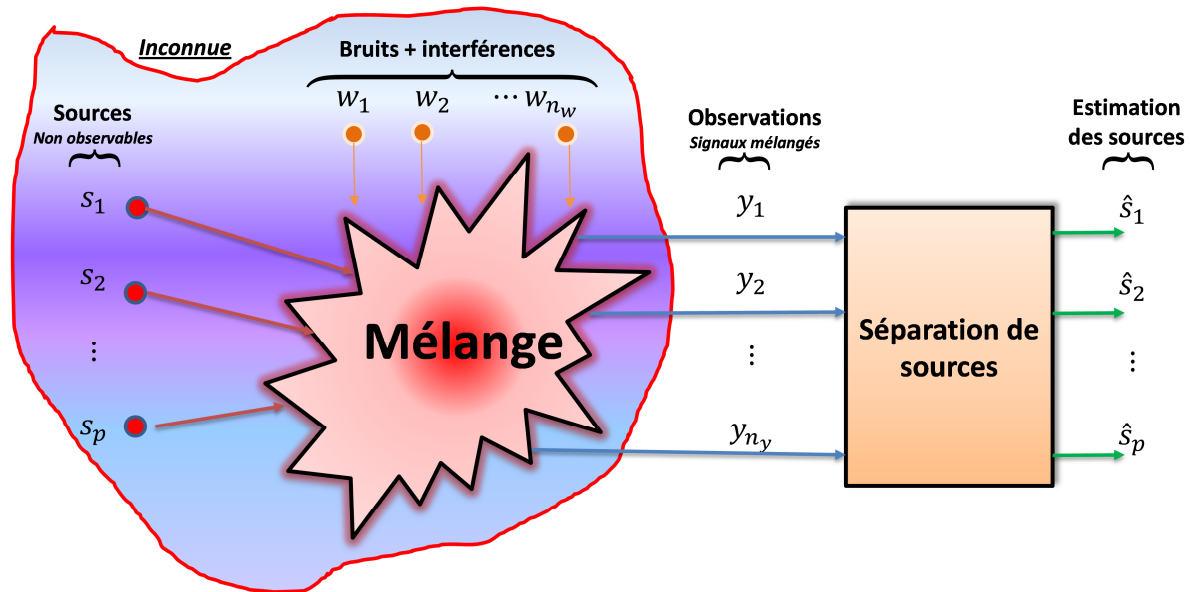 Inconnue
Bruits + interférences
w₁ w₂ ⋯ w_{n_w}
Sources
Non observables
s₁
s₂
⋮
s_p
Mélange
Observations
Signaux mélangés
y₁
y₂
⋮
y_{n_y}
Séparation de
sources
Estimation
des sources
ŝ₁
ŝ₂
⋮
ŝ_p